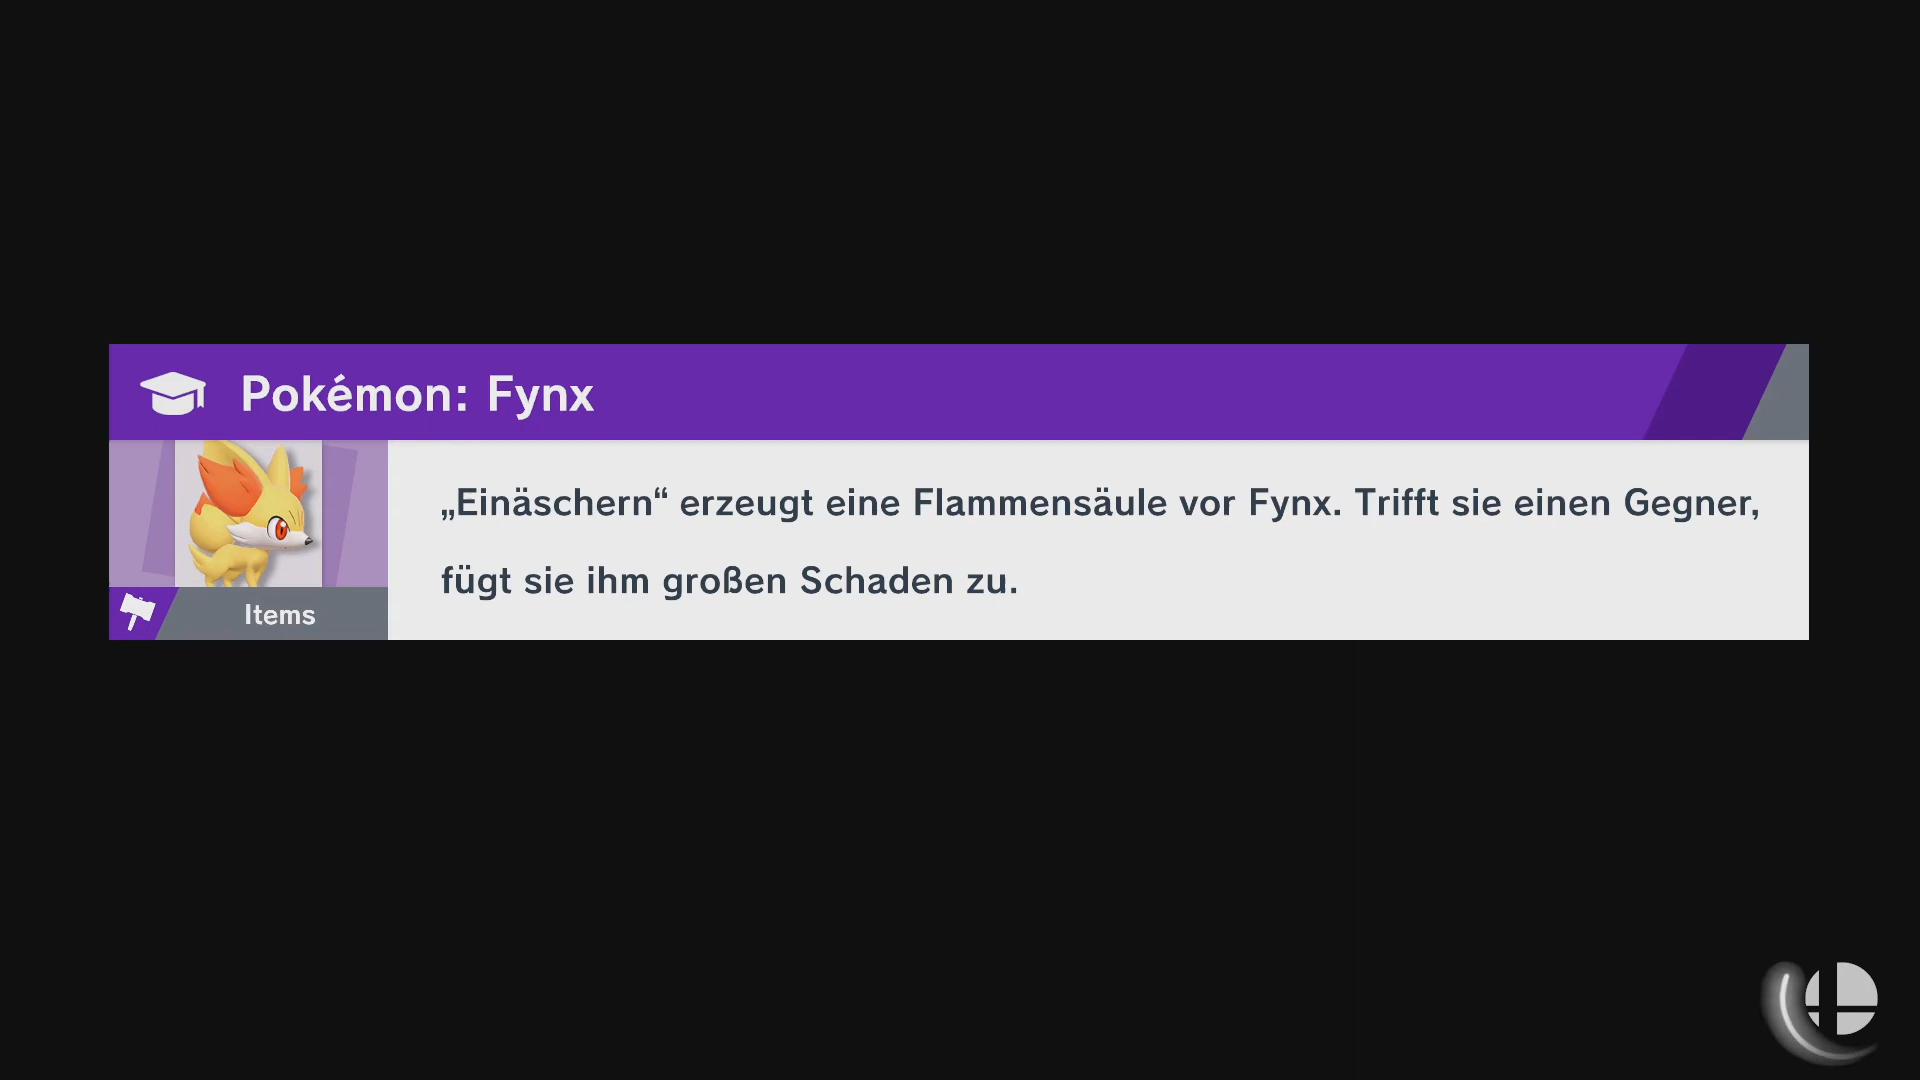 Pokémon: Fynx
„Einäschern“ erzeugt eine Flammensäule vor Fynx. Trifft sie einen Gegner,
fügt sie ihm großen Schaden zu.
Items